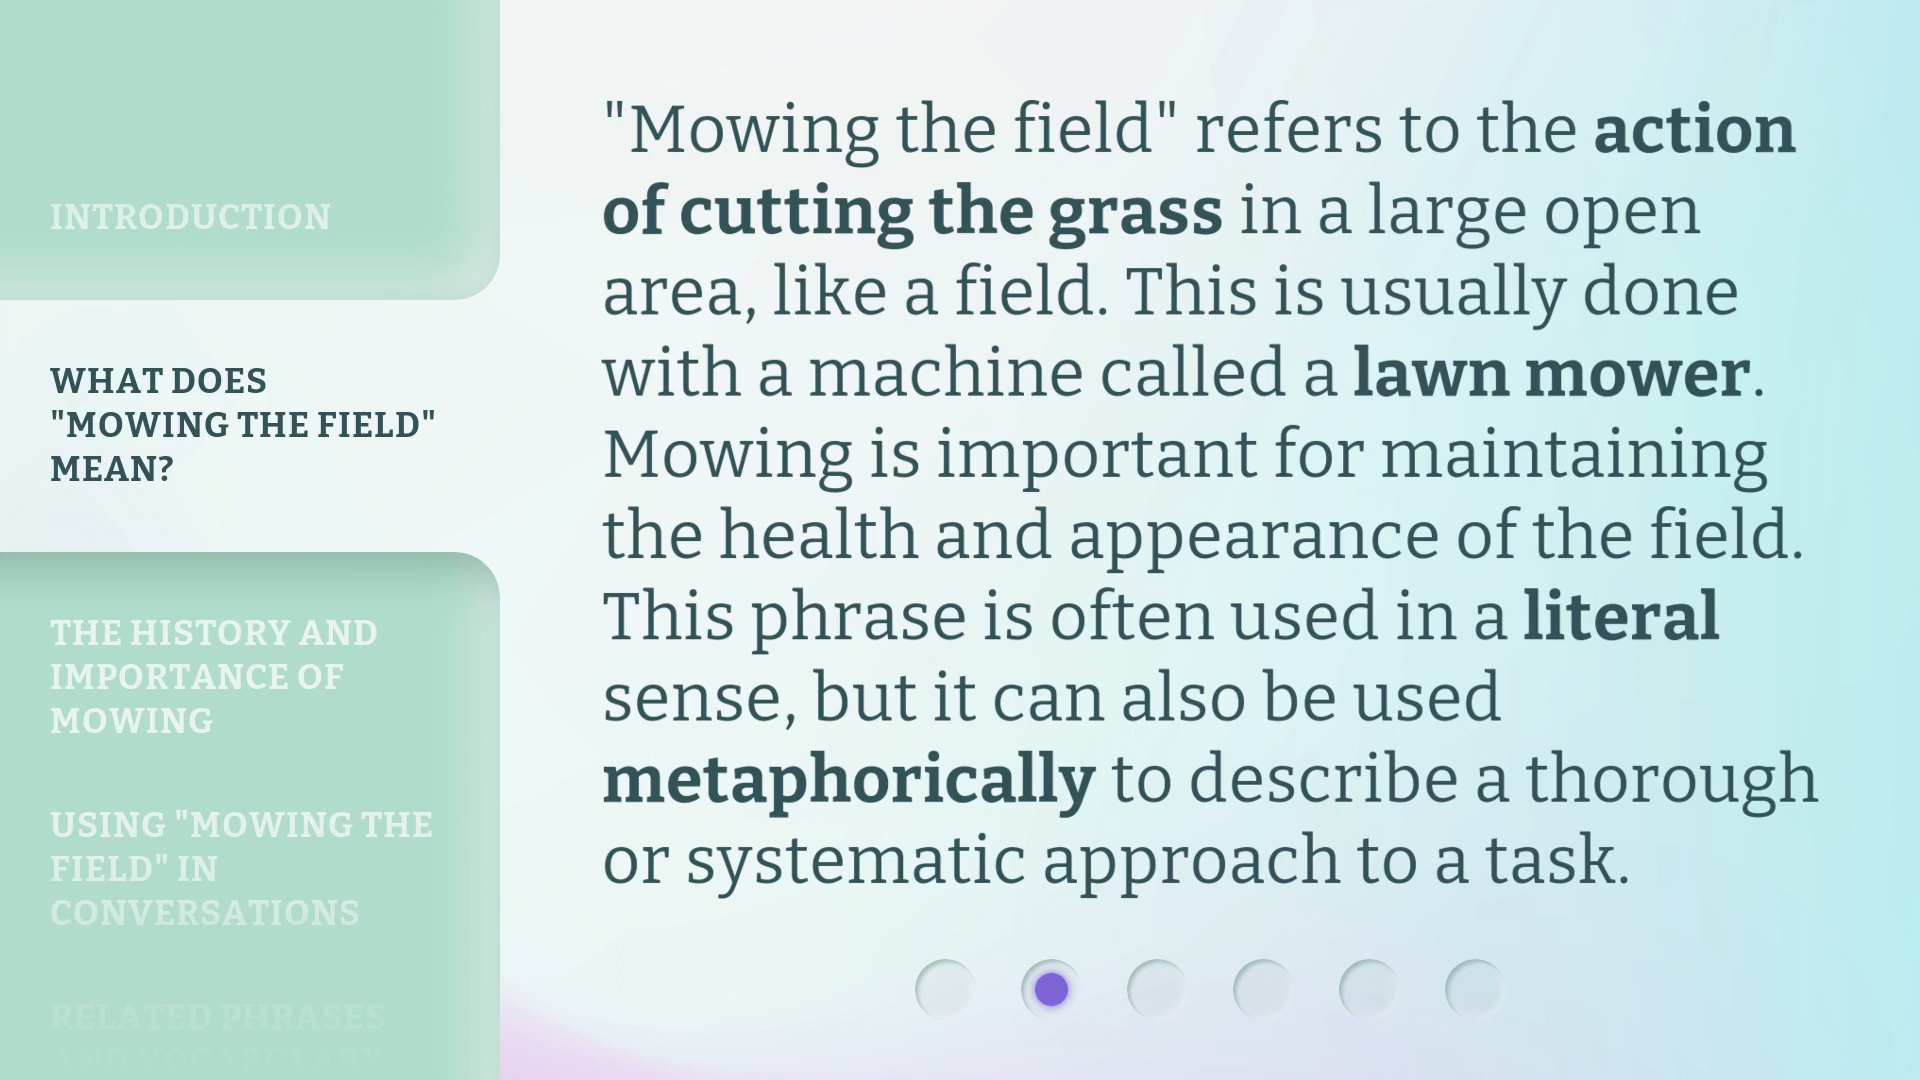 INTRODUCTION
WHAT DOES
"MOWING THE FIELD"
MEAN?
THE HISTORY AND
IMPORTANCE OF
MOWING
USING "MOWING THE
FIELD" IN
CONVERSATIONS
RELATED PHRASES
AND VOCABULARY
"Mowing the field" refers to the action
of cutting the grass in a large open
area, like a field. This is usually done
with a machine called a lawn mower.
Mowing is important for maintaining
the health and appearance of the field.
This phrase is often used in a literal
sense, but it can also be used
metaphorically to describe a thorough
or systematic approach to a task.